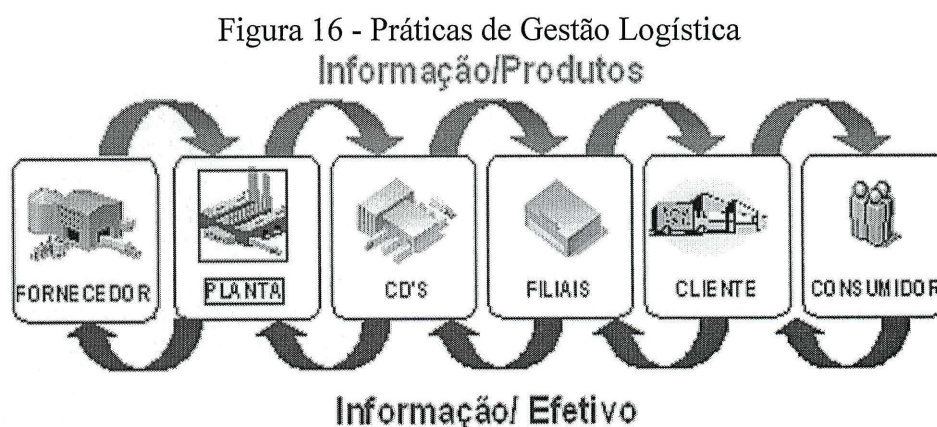 Figura 16 - Práticas de Gestão Logística
Informação/Produtos
FORNECEDOR
PLANTA
CD'S
FILIAIS
CLIENTE
CONSUMIDOR
Informação/ Efetivo